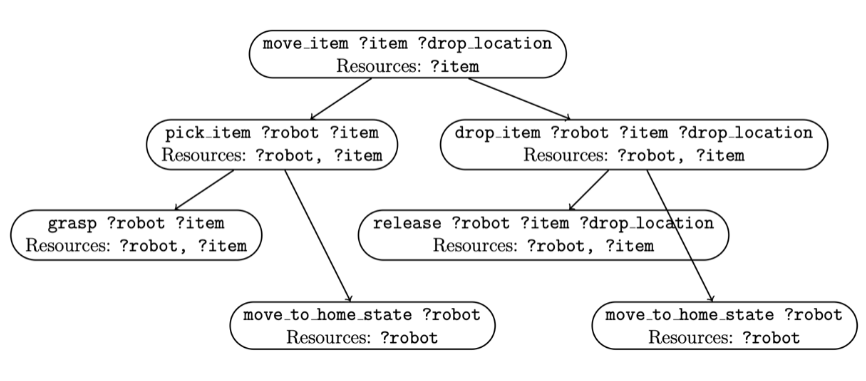 move_item ?item ?drop_location
Resources: ?item
pick_item ?robot ?item
Resources: ?robot, ?item
drop_item ?robot ?item ?drop_location
Resources: ?robot, ?item
grasp ?robot ?item
Resources: ?robot, ?item
release ?robot ?item ?drop_location
Resources: ?robot, ?item
move_to_home_state ?robot
Resources: ?robot
move_to_home_state ?robot
Resources: ?robot